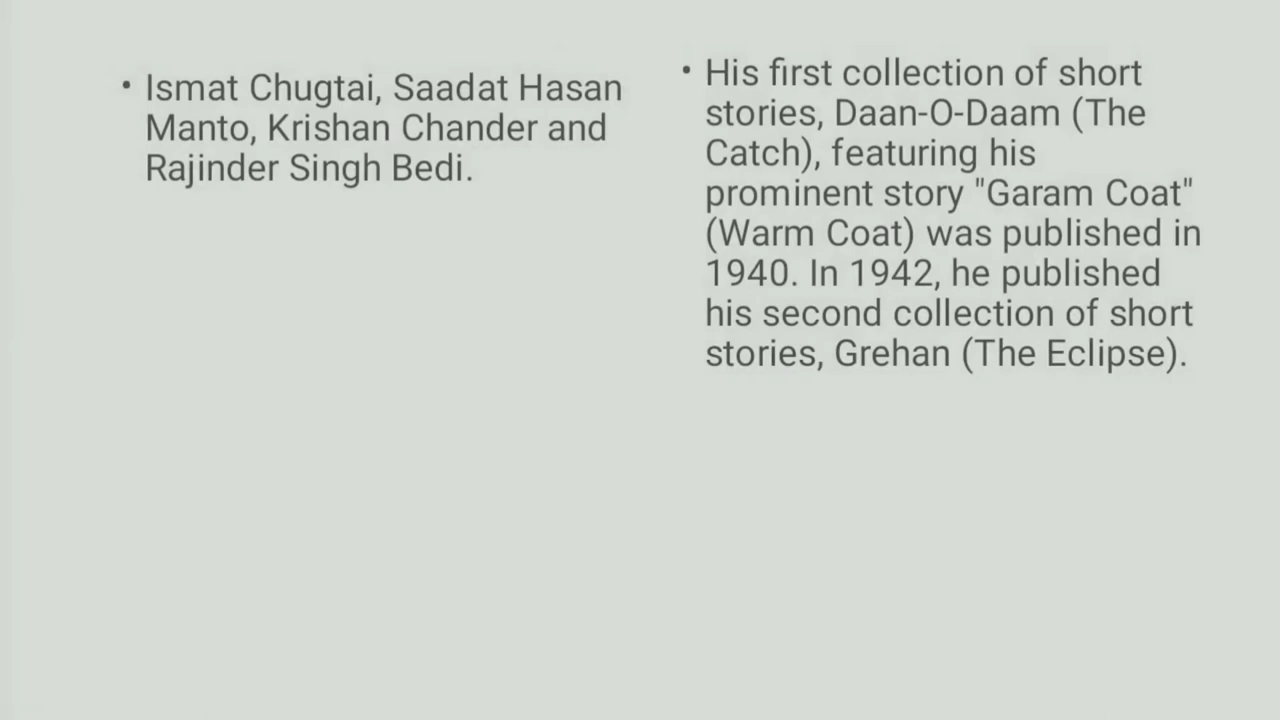 • Ismat Chugtai, Saadat Hasan
Manto, Krishan Chander and
Rajinder Singh Bedi.
• His first collection of short
stories, Daan-O-Daam (The
Catch), featuring his
prominent story "Garam Coat"
(Warm Coat) was published in
1940. In 1942, he published
his second collection of short
stories, Grehan (The Eclipse).